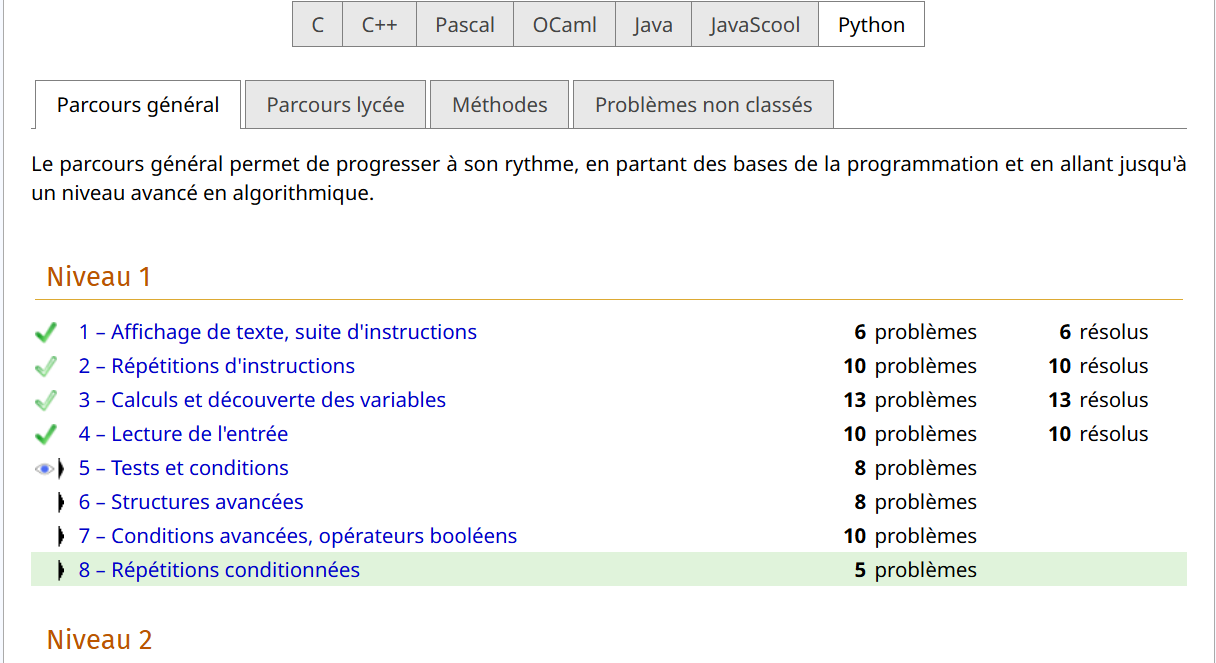 C C++ Pascal OCaml Java JavaScool Python
Parcours général Parcours lycée Méthodes Problèmes non classés
Le parcours général permet de progresser à son rythme, en partant des bases de la programmation et en allant jusqu'à
un niveau avancé en algorithmique.
Niveau 1
1 – Affichage de texte, suite d'instructions 6 problèmes 6 résolus
2 – Répétitions d'instructions 10 problèmes 10 résolus
3 – Calculs et découverte des variables 13 problèmes 13 résolus
4 – Lecture de l'entrée 10 problèmes 10 résolus
5 – Tests et conditions 8 problèmes
6 – Structures avancées 8 problèmes
7 – Conditions avancées, opérateurs booléens 10 problèmes
8 – Répétitions conditionnées 5 problèmes
Niveau 2